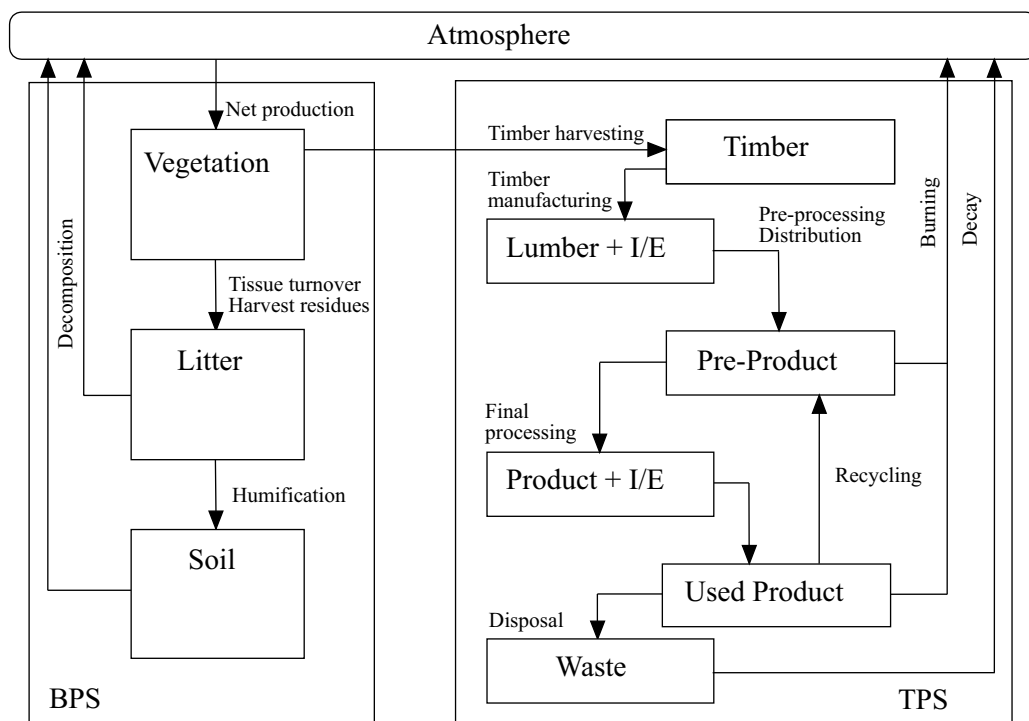 Atmosphere
Net production
Vegetation
Tissue turnover
Harvest residues
Decomposition
Litter
Humification
Soil
BPS
Timber harvesting
Timber
Timber
manufacturing
Lumber + I/E
Pre-processing
Distribution
Burning
Decay
Pre-Product
Final
processing
Product + I/E
Recycling
Used Product
Disposal
Waste
TPS